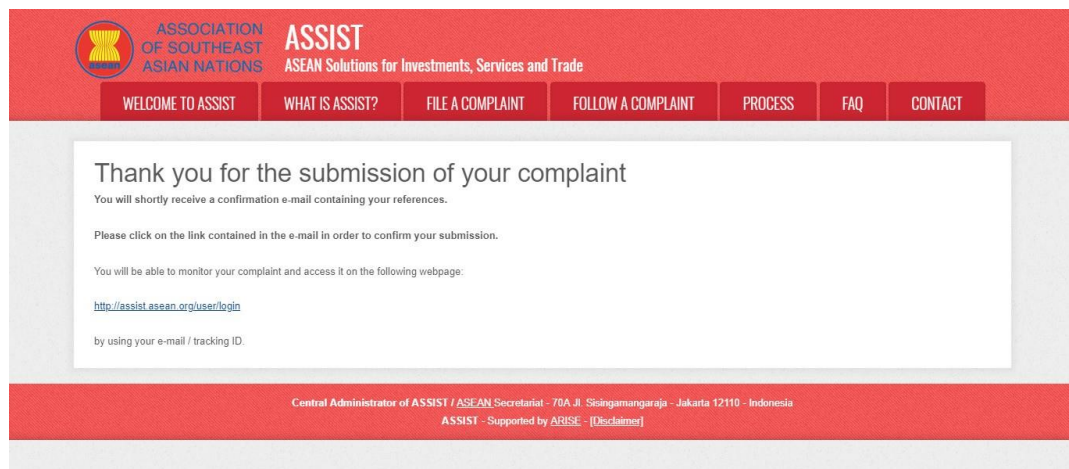 ASSOCIATION
OF SOUTHEAST
ASIAN NATIONS
asean
ASSIST
ASEAN Solutions for Investments, Services and Trade
WELCOME TO ASSIST WHAT IS ASSIST? FILE A COMPLAINT FOLLOW A COMPLAINT PROCESS FAQ CONTACT
Thank you for the submission of your complaint
You will shortly receive a confirmation e-mail containing your references.
Please click on the link contained in the e-mail in order to confirm your submission.
You will be able to monitor your complaint and access it on the following webpage:
http://assist.asean.org/user/login
by using your e-mail / tracking ID.
Central Administrator of ASSIST / ASEAN Secretariat - 70A Jl. Sisingamangaraja - Jakarta 12110 - Indonesia
ASSIST - Supported by ARISE - [Disclaimer]